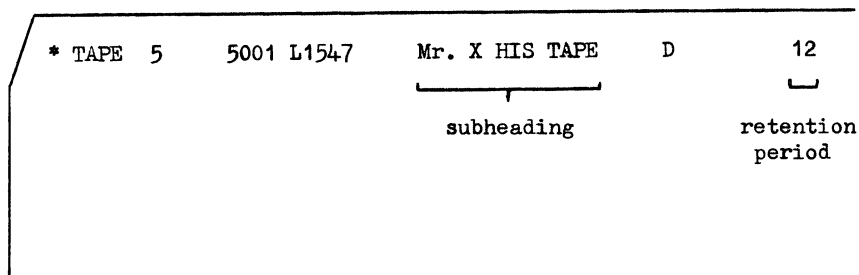 * TAPE 5 5001 L1547 Mr. X HIS TAPE D 12
subheading retention
period